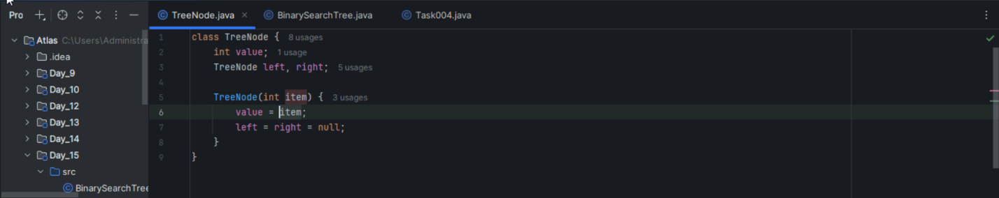 Pro
TreeNode.java
BinarySearchTree.java
Task004.java
Atlas C:\Users\Administra
.idea
Day_9
Day_10
Day_12
Day_13
Day_14
Day_15
src
BinarySearchTree
1 class TreeNode { 8 usages
2 int value; 1 usage
3 TreeNode left, right; 5 usages
4
5 TreeNode(int item) { 3 usages
6 value = item;
7 left = right = null;
8 }
9 }